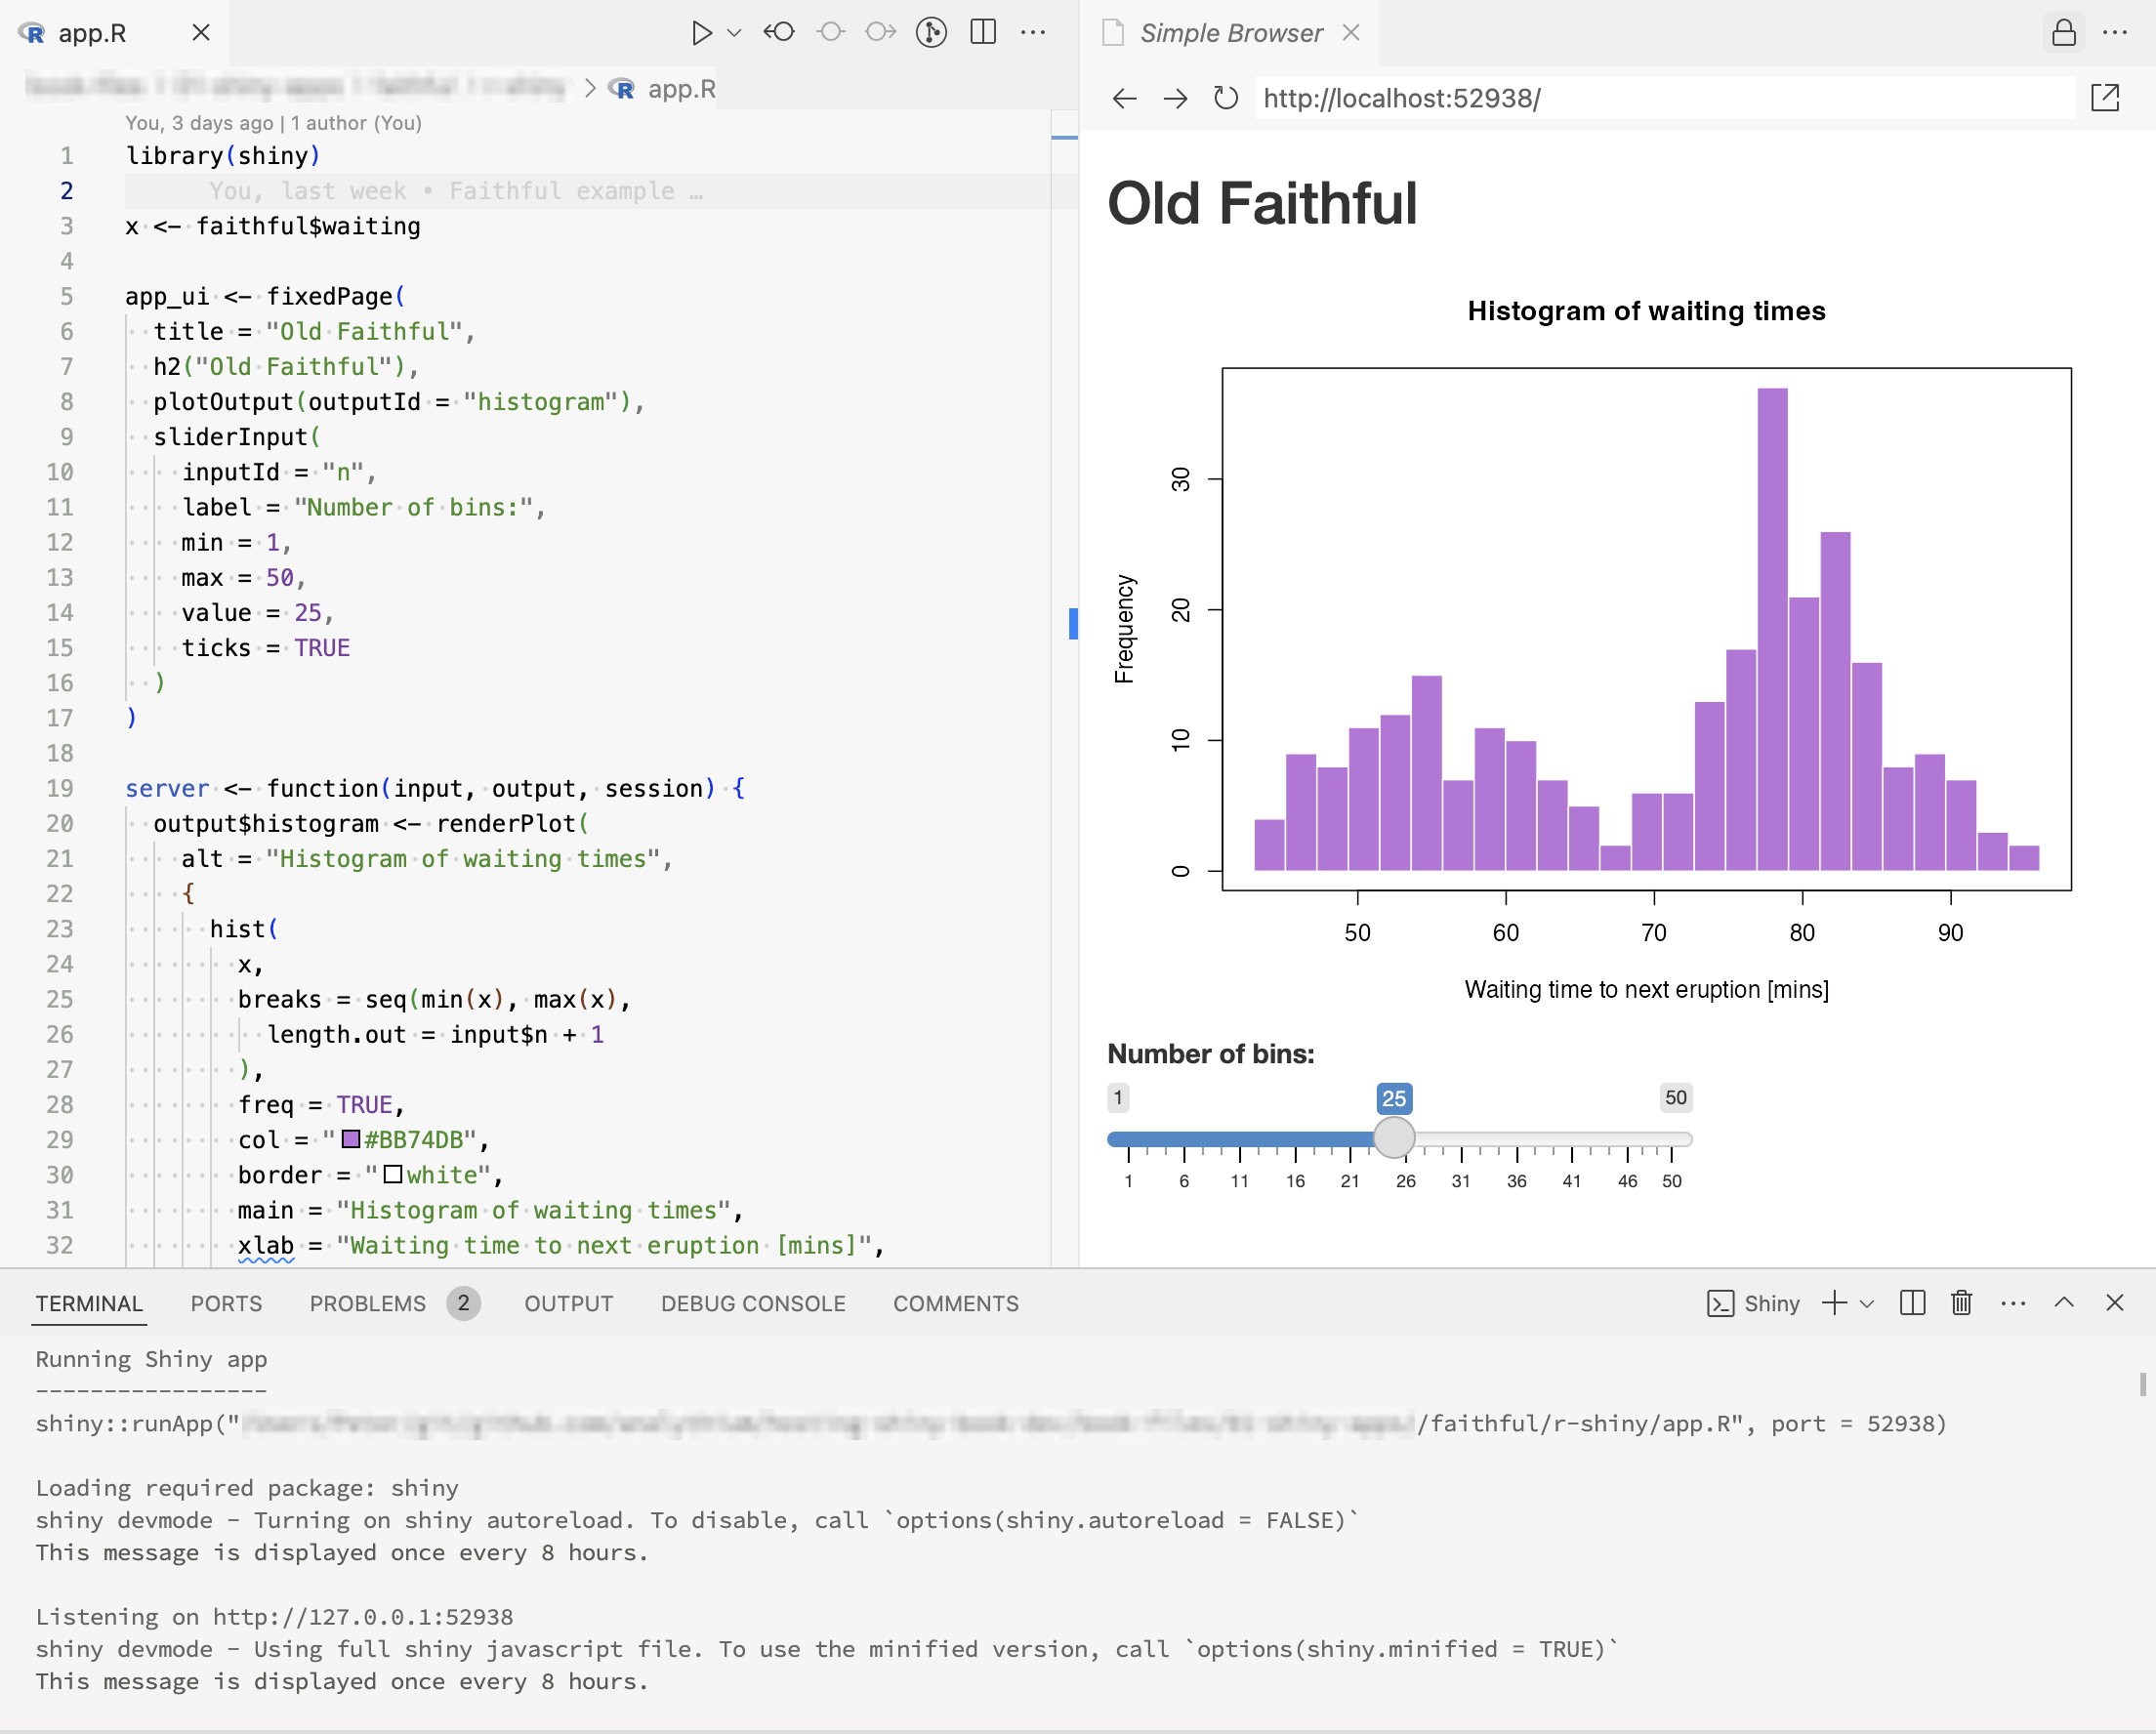 app.R
app.R
You, 3 days ago | 1 author (You)
1 library(shiny)
2 You, last week • Faithful example …
3 x <- faithful$waiting
4
5 app_ui <- fixedPage(
6 title = "Old Faithful",
7 h2("Old Faithful"),
8 plotOutput(outputId = "histogram"),
9 sliderInput(
10 inputId = "n",
11 label = "Number of bins:",
12 min = 1,
13 max = 50,
14 value = 25,
15 ticks = TRUE
16 )
17 )
18
19 server <- function(input, output, session) {
20 output$histogram <- renderPlot(
21 alt = "Histogram of waiting times",
22 {
23 hist(
24 x,
25 breaks = seq(min(x), max(x),
26 length.out = input$n + 1
27 ),
28 freq = TRUE,
29 col = "#BB74DB",
30 border = "white",
31 main = "Histogram of waiting times",
32 xlab = "Waiting time to next eruption [mins]",
Simple Browser
http://localhost:52938/
Old Faithful
Histogram of waiting times
Frequency
30
20
10
0
50 60 70 80 90
Waiting time to next eruption [mins]
Number of bins:
1 25 50
1 6 11 16 21 26 31 36 41 46 50
TERMINAL PORTS PROBLEMS 2 OUTPUT DEBUG CONSOLE COMMENTS Shiny
Running Shiny app
-----------------
shiny::runApp("/faithful/r-shiny/app.R", port = 52938)
Loading required package: shiny
shiny devmode - Turning on shiny autoreload. To disable, call `options(shiny.autoreload = FALSE)`
This message is displayed once every 8 hours.
Listening on http://127.0.0.1:52938
shiny devmode - Using full shiny javascript file. To use the minified version, call `options(shiny.minified = TRUE)`
This message is displayed once every 8 hours.